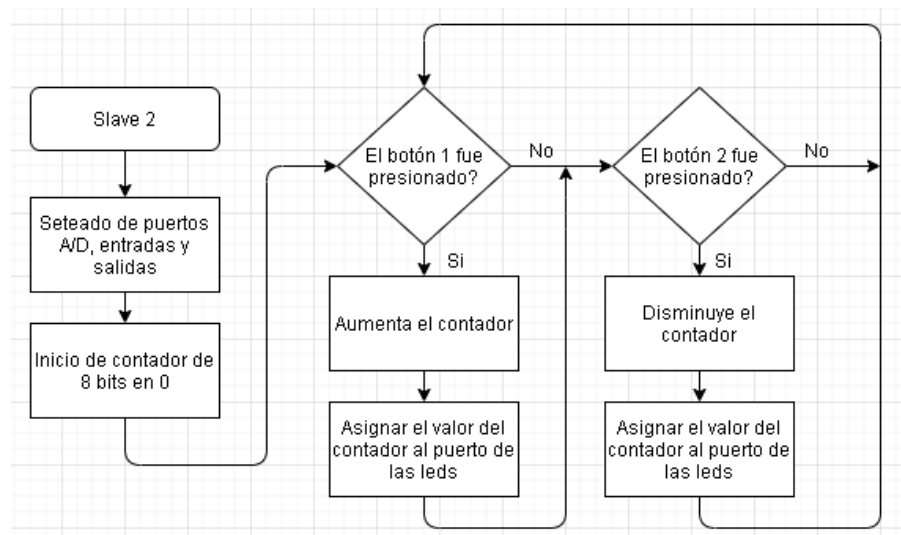 Slave 2
Seteado de puertos
A/D, entradas y
salidas
Inicio de contador de
8 bits en 0
El botón 1 fue
presionado?
No
Si
Aumenta el contador
Asignar el valor del
contador al puerto de
las leds
El botón 2 fue
presionado?
No
Si
Disminuye el
contador
Asignar el valor del
contador al puerto de
las leds